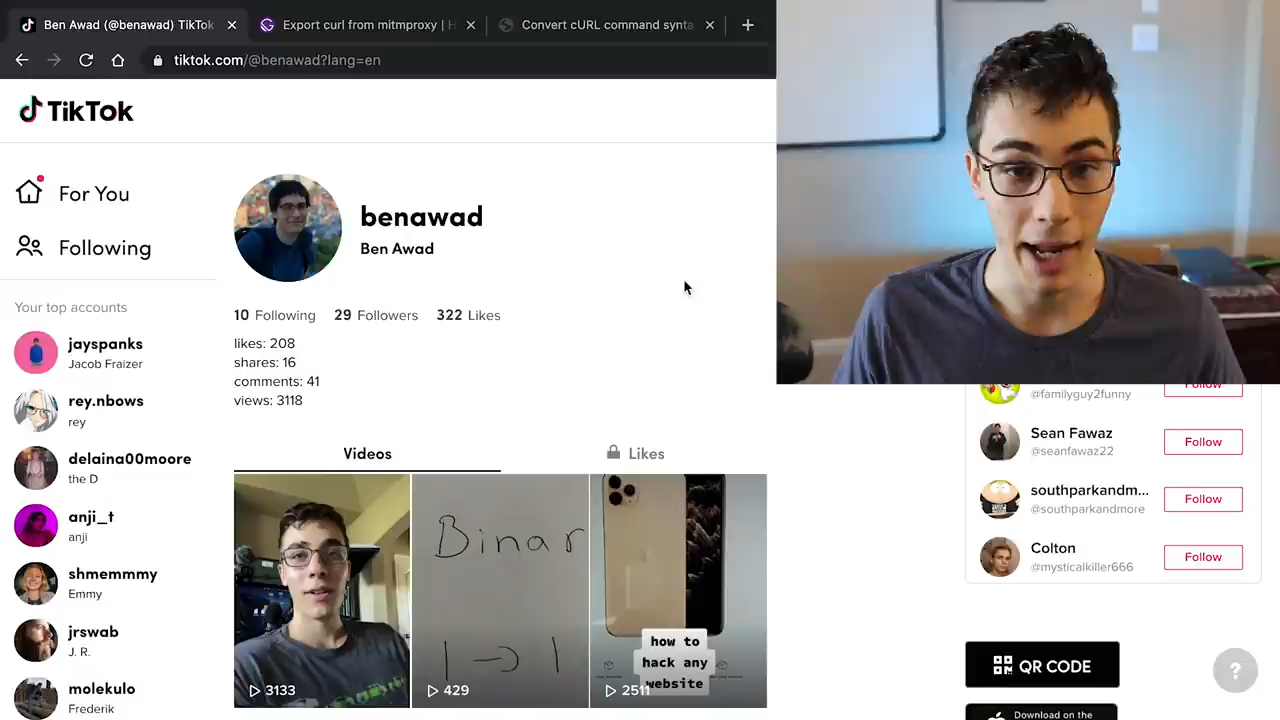 Ben Awad (@benawad) TikTok
Export curl from mitmproxy | H
Convert cURL command synta
tiktok.com/@benawad?lang=en
TikTok
For You
Following
Your top accounts
jayspanks
Jacob Fraizer
rey.nbows
rey
delaina00moore
the D
anji_t
anji
shmemmmy
Emmy
jrswab
J. R.
molekulo
Frederik
benawad
Ben Awad
10 Following 29 Followers 322 Likes
likes: 208
shares: 16
comments: 41
views: 3118
Videos
Likes
3133
Binar
1 → 1
429
how to
hack any
website
2511
Follow
@familyguy2funny
Sean Fawaz
@seanfawaz22
Follow
southparkandm...
@southparkandmore
Follow
Colton
@mysticalkiller666
Follow
QR CODE
Download on the
?